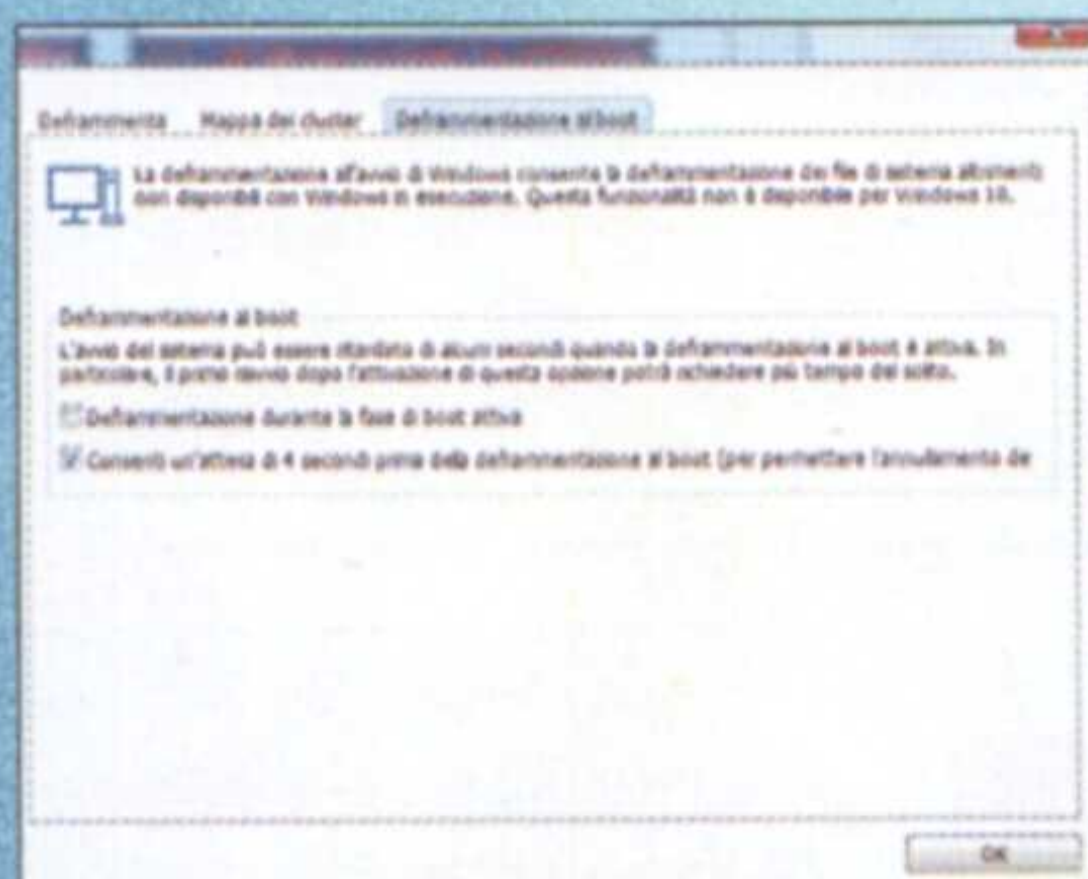 Deframmenta Mappa dei cluster Deframmentazione al boot
La deframmentazione all'avvio di Windows consente la deframmentazione dei file di sistema altrimenti
non disponibili con Windows in esecuzione. Questa funzionalità non è disponibile per Windows 10.
Deframmentazione al boot
L'avvio del sistema può essere ritardato di alcuni secondi quando la deframmentazione al boot è attiva. In
particolare, il primo riavvio dopo l'attivazione di questa opzione potrà richiedere più tempo del solito.
Deframmentazione durante la fase di boot attiva
Consenti un'attesa di 4 secondi prima della deframmentazione al boot (per permettere l'annullamento de
OK